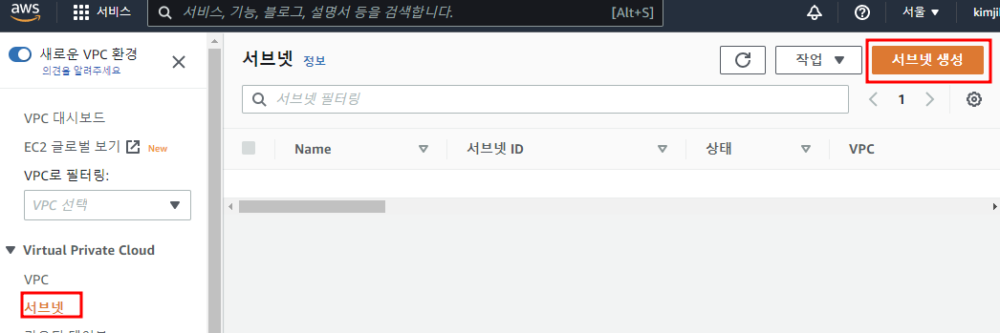 aws 서비스 서비스, 기능, 블로그, 설명서 등을 검색합니다. [Alt+S] 서울
새로운 VPC 환경
의견을 알려주세요
VPC 대시보드
EC2 글로벌 보기 New
VPC로 필터링:
VPC 선택
Virtual Private Cloud
VPC
서브넷
서브넷 정보 작업 서브넷 생성
서브넷 필터링 1
Name 서브넷 ID 상태 VPC